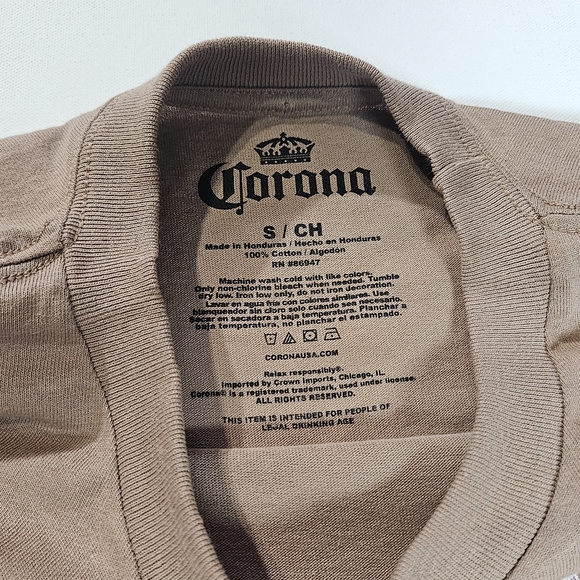 Corona
S / CH
Made in Honduras / Hecho en Honduras
100% Cotton / Algodón
RN #86947
Machine wash cold with like colors.
Only non-chlorine bleach when needed. Tumble
dry low. Iron low only, do not iron decoration.
Lavar en agua fria con colores similares. Use
blanqueador sin cloro solo cuando sea necesario.
Secar en secadora a baja temperatura. Planchar a
baja temperatura, no planchar el estampado.
CORONAUSA.COM
Relax responsibly®.
Imported by Crown Imports, Chicago, IL.
Corona® is a registered trademark, used under license.
ALL RIGHTS RESERVED.
THIS ITEM IS INTENDED FOR PEOPLE OF
LEGAL DRINKING AGE